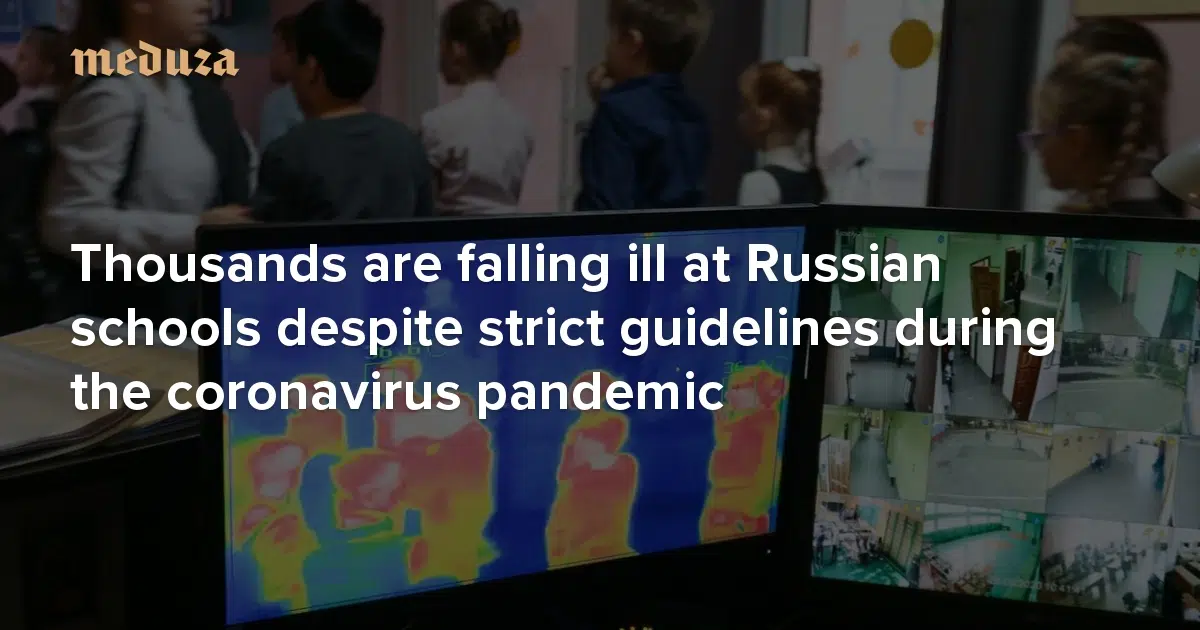 meduza
Thousands are falling ill at Russian
schools despite strict guidelines during
the coronavirus pandemic